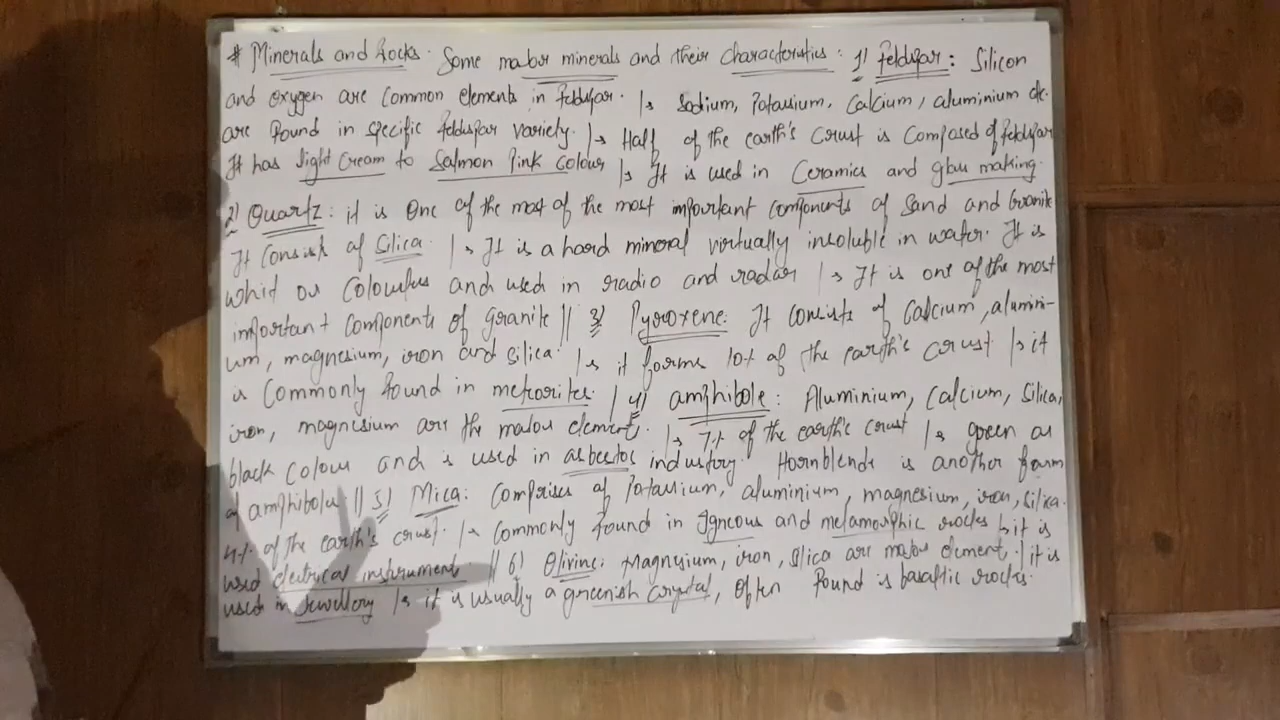 # Minerals and Rocks. Some major minerals and their characteristics : 1) Feldspar : Silicon
and oxygen are common elements in feldspar. |→ Sodium, Potassium, Calcium, aluminium etc.
are found in specific feldspar variety. |→ Half of the earth's crust is composed of feldspar
It has light cream to Salmon Pink colour |→ It is used in Ceramics and glass making.
2) Quartz : it is one of the most of the most important components of sand and Granite
It consists of Silica. |→ It is a hard mineral virtually insoluble in water. It is
whit or colourless and used in radio and radar |→ It is one of the most
important components of granite || 3) Pyroxene: It consists of Calcium, alumini-
um, magnesium, iron and silica. |→ it forms 10% of the earth's crust. |→ it
is commonly found in meteorites. | 4) amphibole : Aluminium, Calcium, Silica,
iron, magnesium are the major element. |→ 7% of the earth's crust |→ green or
black colour and is used in asbestos industry. Hornblende is another form
of amphiboles || 5) Mica: Comprises of Potassium, aluminium, magnesium, iron, silica.
4% of the earth's crust. |→ commonly found in Igneous and metamorphic rocks |→ it is
used electrical instrument. || 6) Olivine: Magnesium, iron, Silica are major element. | it is
used in Jewellery |→ it is usually a greenish crystal, often found is basaltic rocks.